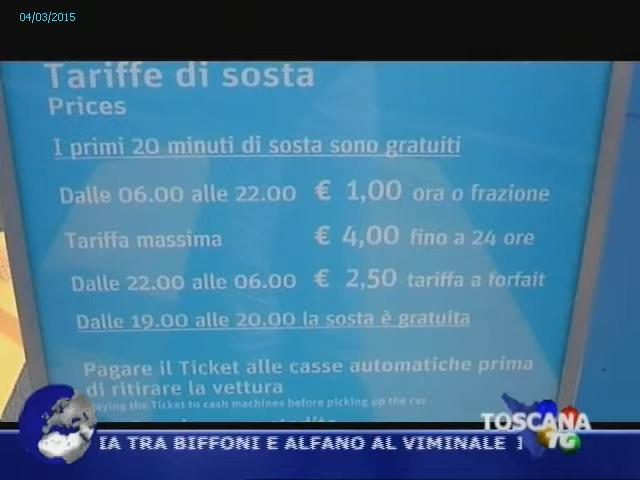 04/03/2015
Tariffe di sosta
Prices
I primi 20 minuti di sosta sono gratuiti
Dalle 06.00 alle 22.00 € 1,00 ora o frazione
Tariffa massima € 4,00 fino a 24 ore
Dalle 22.00 alle 06.00 € 2,50 tariffa a forfait
Dalle 19.00 alle 20.00 la sosta è gratuita
Pagare il Ticket alle casse automatiche prima
di ritirare la vettura
the Ticket to cash machines before picking up the car
TOSCANA
TG
IA TRA BIFFONI E ALFANO AL VIMINALE